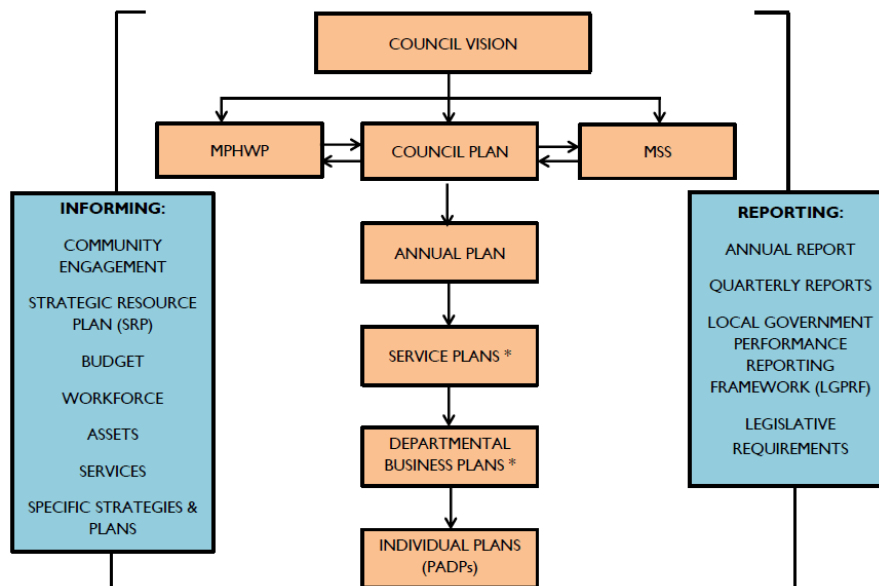 COUNCIL VISION
MPHWP
COUNCIL PLAN
MSS
INFORMING:
COMMUNITY
ENGAGEMENT
STRATEGIC RESOURCE
PLAN (SRP)
BUDGET
WORKFORCE
ASSETS
SERVICES
SPECIFIC STRATEGIES &
PLANS
ANNUAL PLAN
SERVICE PLANS *
DEPARTMENTAL
BUSINESS PLANS *
INDIVIDUAL PLANS
(PADPs)
REPORTING:
ANNUAL REPORT
QUARTERLY REPORTS
LOCAL GOVERNMENT
PERFORMANCE
REPORTING
FRAMEWORK (LGPRF)
LEGISLATIVE
REQUIREMENTS